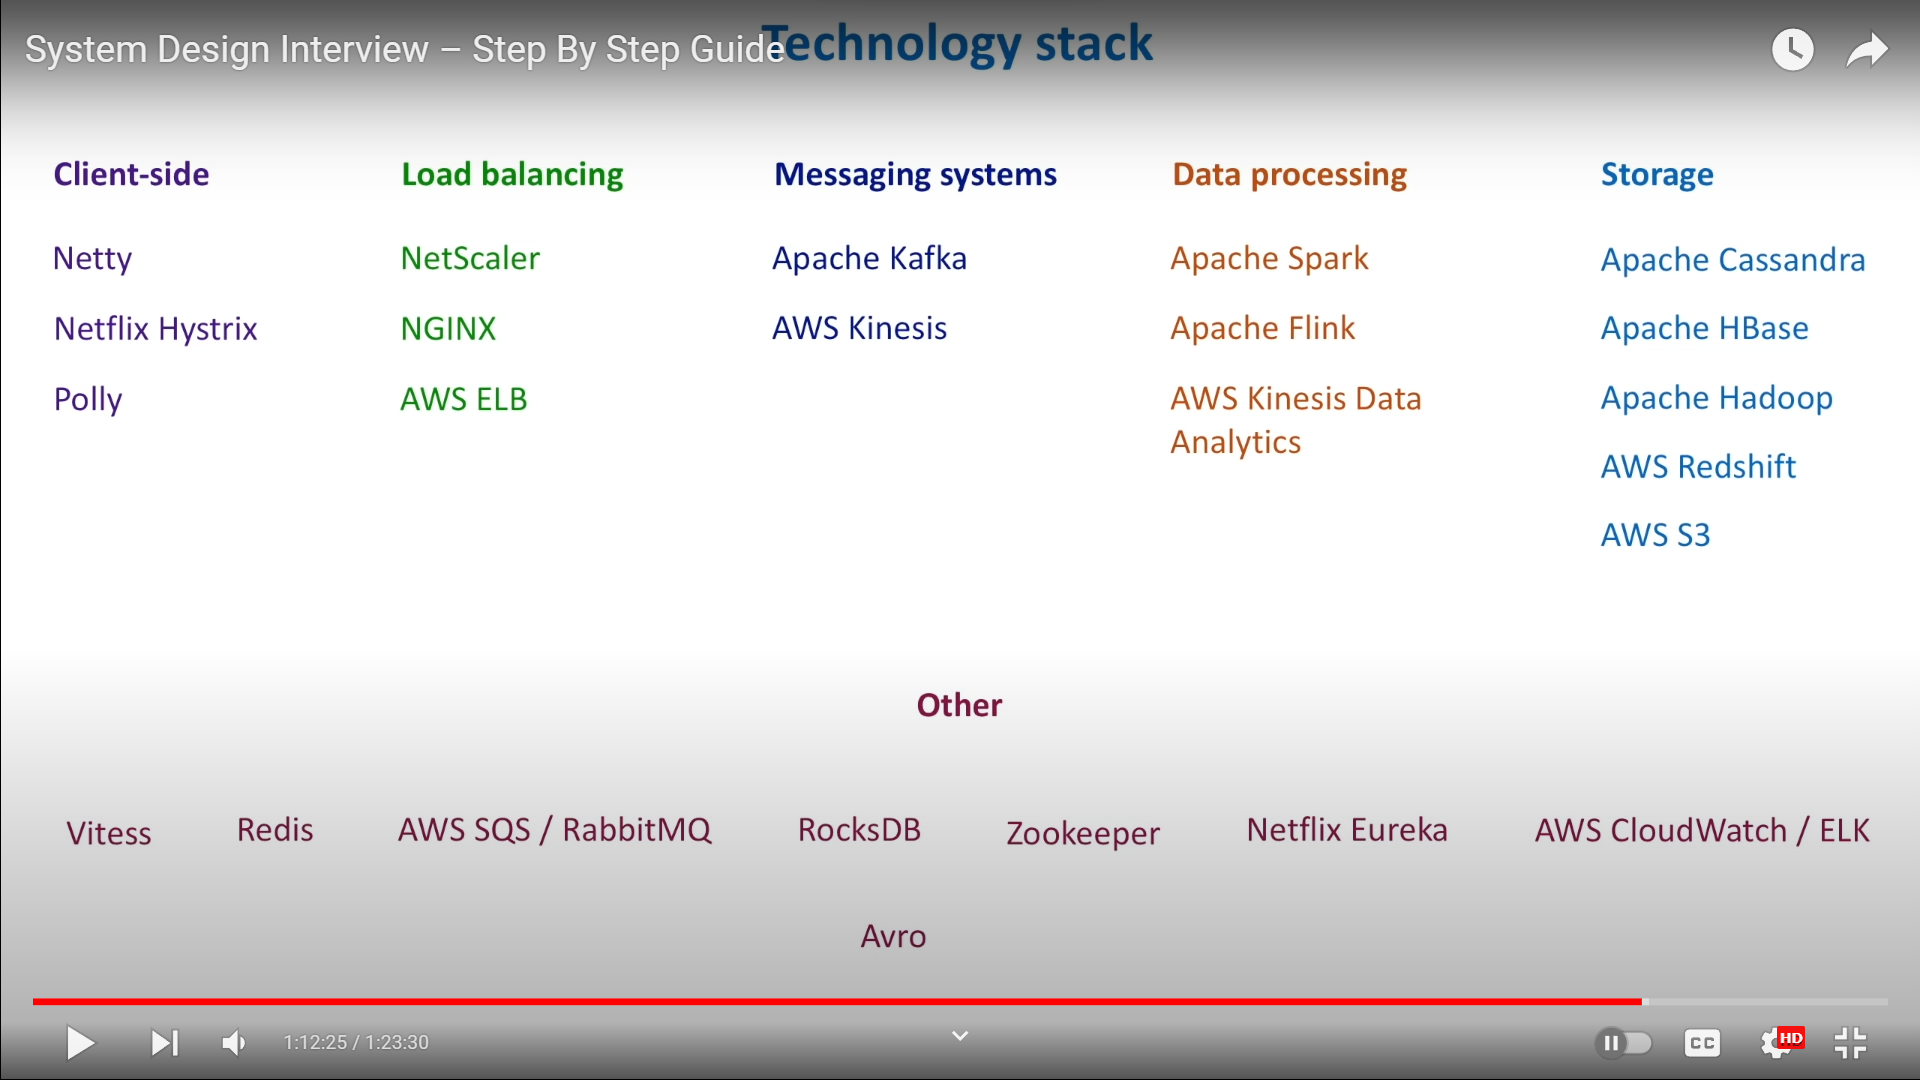 System Design Interview – Step By Step Guide
Technology stack
Client-side
Netty
Netflix Hystrix
Polly
Load balancing
NetScaler
NGINX
AWS ELB
Messaging systems
Apache Kafka
AWS Kinesis
Data processing
Apache Spark
Apache Flink
AWS Kinesis Data
Analytics
Storage
Apache Cassandra
Apache HBase
Apache Hadoop
AWS Redshift
AWS S3
Other
Vitess
Redis
AWS SQS / RabbitMQ
RocksDB
Zookeeper
Netflix Eureka
AWS CloudWatch / ELK
Avro
1:12:25 / 1:23:30
CC
HD